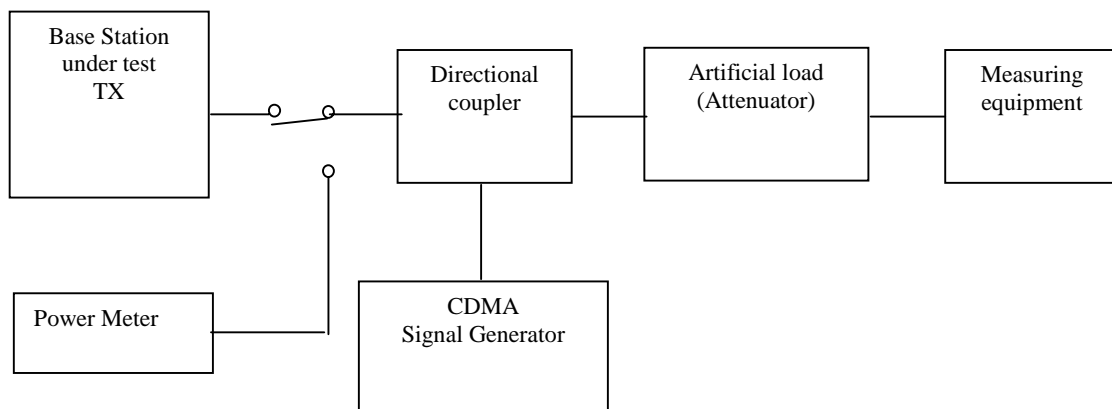 Base Station
under test
TX
Directional
coupler
Artificial load
(Attenuator)
Measuring
equipment
Power Meter
CDMA
Signal Generator